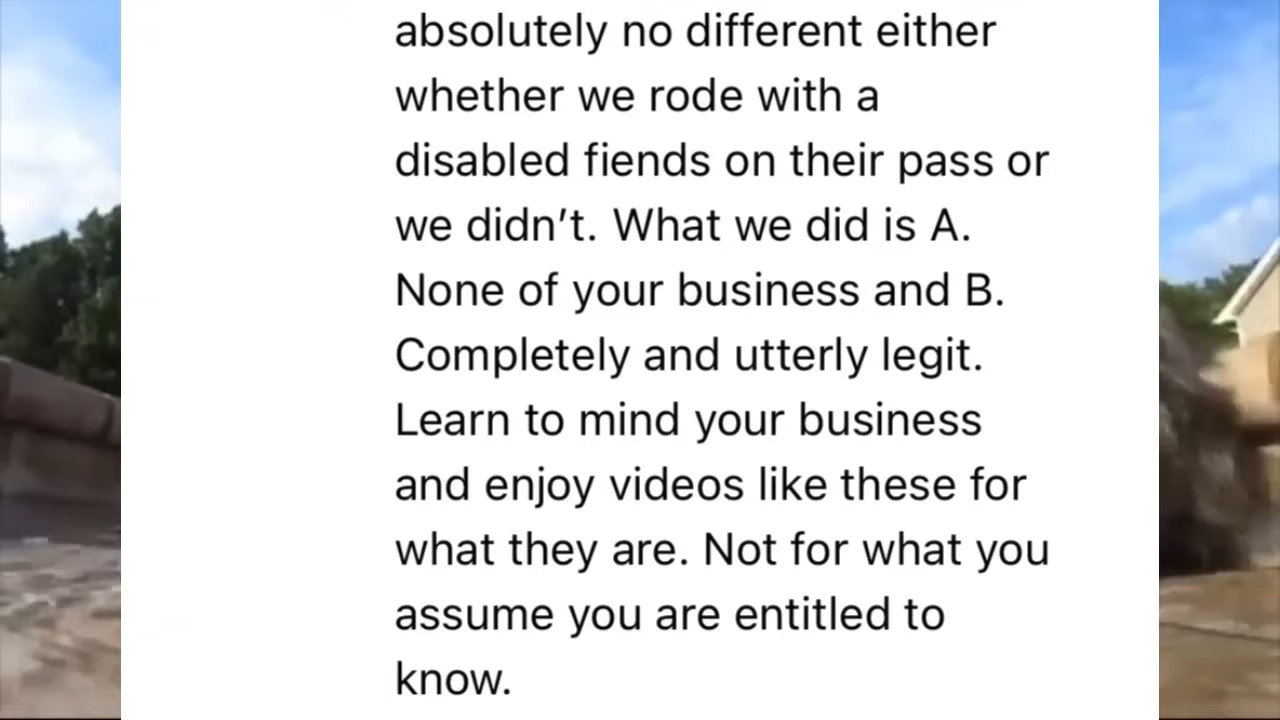 absolutely no different either
whether we rode with a
disabled fiends on their pass or
we didn’t. What we did is A.
None of your business and B.
Completely and utterly legit.
Learn to mind your business
and enjoy videos like these for
what they are. Not for what you
assume you are entitled to
know.